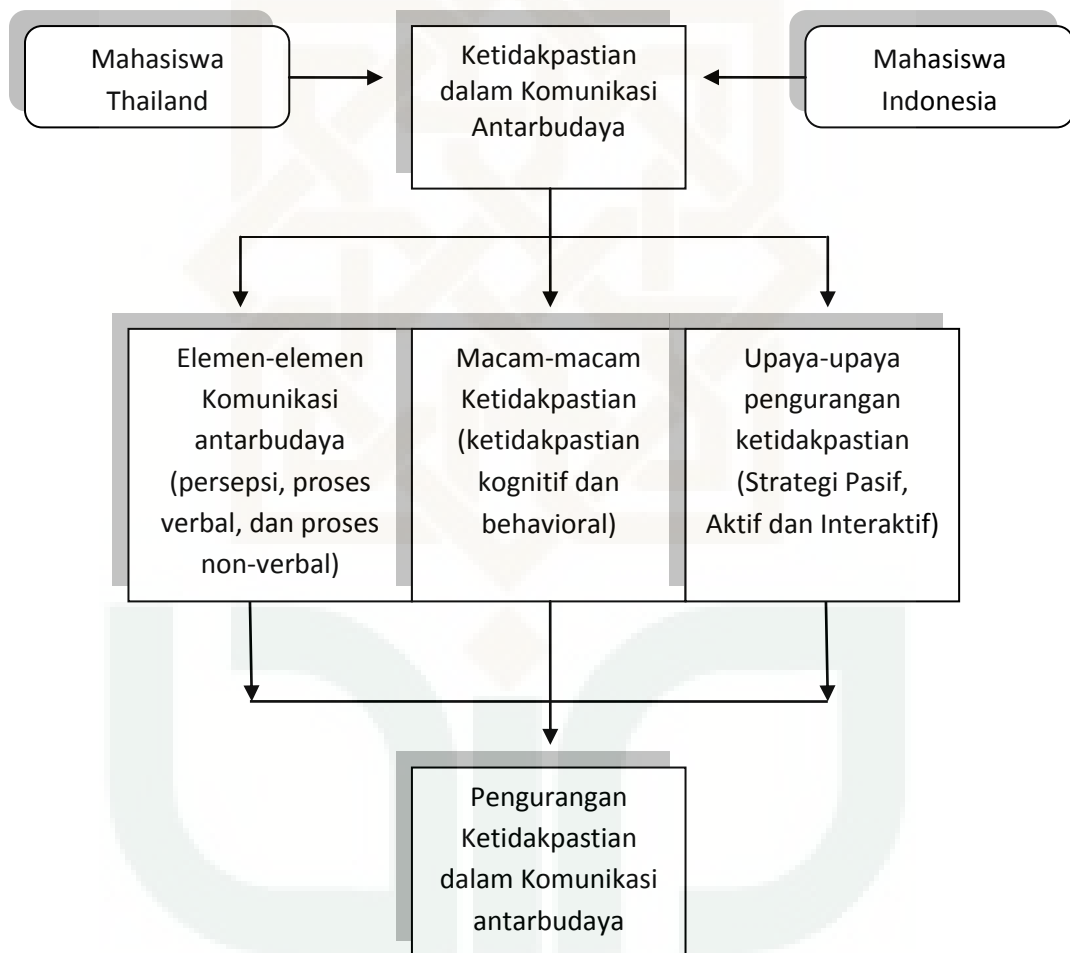 Mahasiswa
Thailand
Ketidakpastian
dalam Komunikasi
Antarbudaya
Mahasiswa
Indonesia
Elemen-elemen
Komunikasi
antarbudaya
(persepsi, proses
verbal, dan proses
non-verbal)
Macam-macam
Ketidakpastian
(ketidakpastian
kognitif dan
behavioral)
Upaya-upaya
pengurangan
ketidakpastian
(Strategi Pasif,
Aktif dan Interaktif)
Pengurangan
Ketidakpastian
dalam Komunikasi
antarbudaya